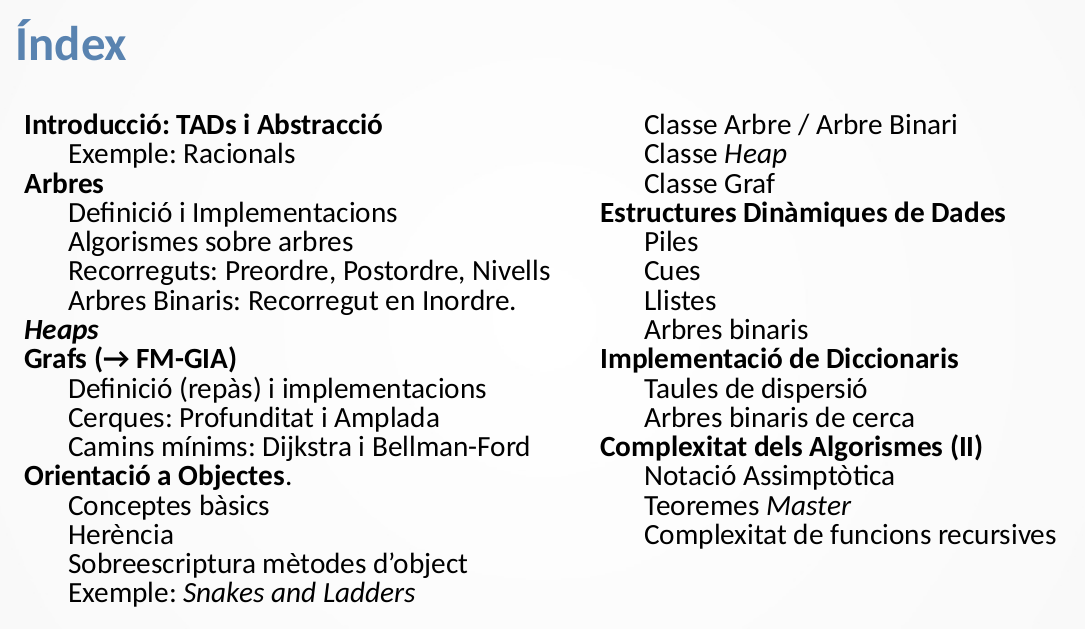 Índex
Introducció: TADs i Abstracció
Exemple: Racionals
Arbres
Definició i Implementacions
Algorismes sobre arbres
Recorreguts: Preordre, Postordre, Nivells
Arbres Binaris: Recorregut en Inordre.
Heaps
Grafs (→ FM-GIA)
Definició (repàs) i implementacions
Cerques: Profunditat i Amplada
Camins mínims: Dijkstra i Bellman-Ford
Orientació a Objectes.
Conceptes bàsics
Herència
Sobreescriptura mètodes d’object
Exemple: Snakes and Ladders
Classe Arbre / Arbre Binari
Classe Heap
Classe Graf
Estructures Dinàmiques de Dades
Piles
Cues
Llistes
Arbres binaris
Implementació de Diccionaris
Taules de dispersió
Arbres binaris de cerca
Complexitat dels Algorismes (II)
Notació Assimptòtica
Teoremes Master
Complexitat de funcions recursives